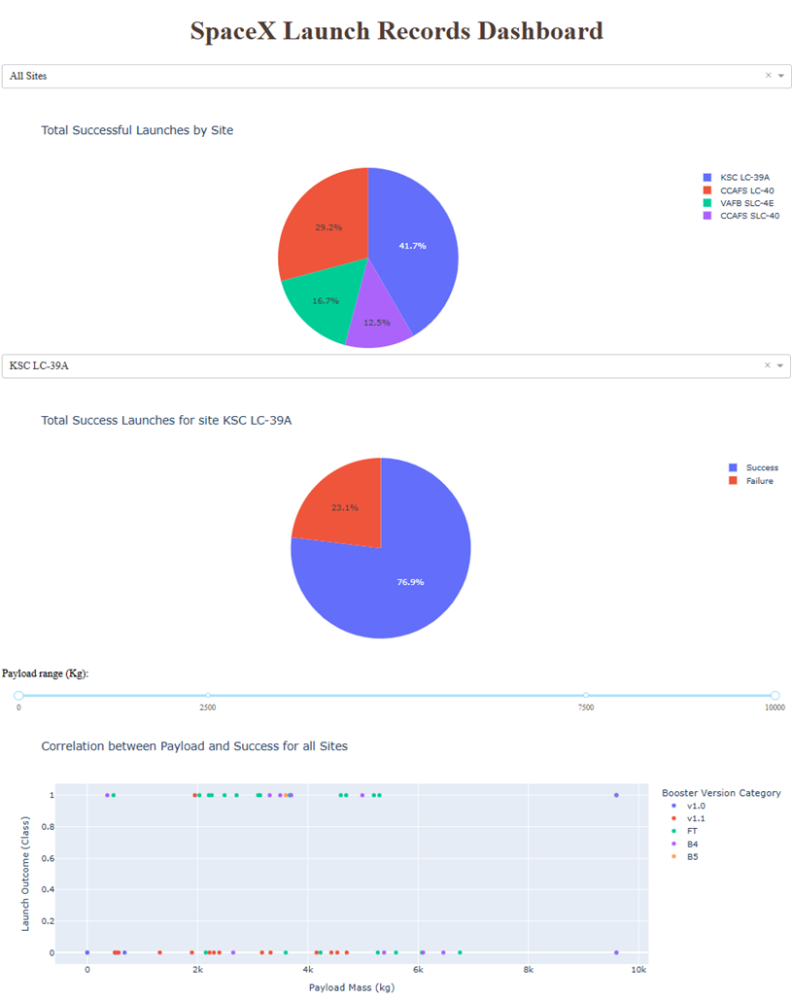 SpaceX Launch Records Dashboard
All Sites
Total Successful Launches by Site
KSC LC-39A
CCAFS LC-40
VAFB SLC-4E
CCAFS SLC-40
29.2%
41.7%
16.7%
12.5%
KSC LC-39A
Total Success Launches for site KSC LC-39A
Success
Failure
23.1%
76.9%
Payload range (Kg):
0 2500 7500 10000
Correlation between Payload and Success for all Sites
Booster Version Category
v1.0
v1.1
FT
B4
B5
Launch Outcome (Class)
1
0.8
0.6
0.4
0.2
0
0 2k 4k 6k 8k 10k
Payload Mass (kg)